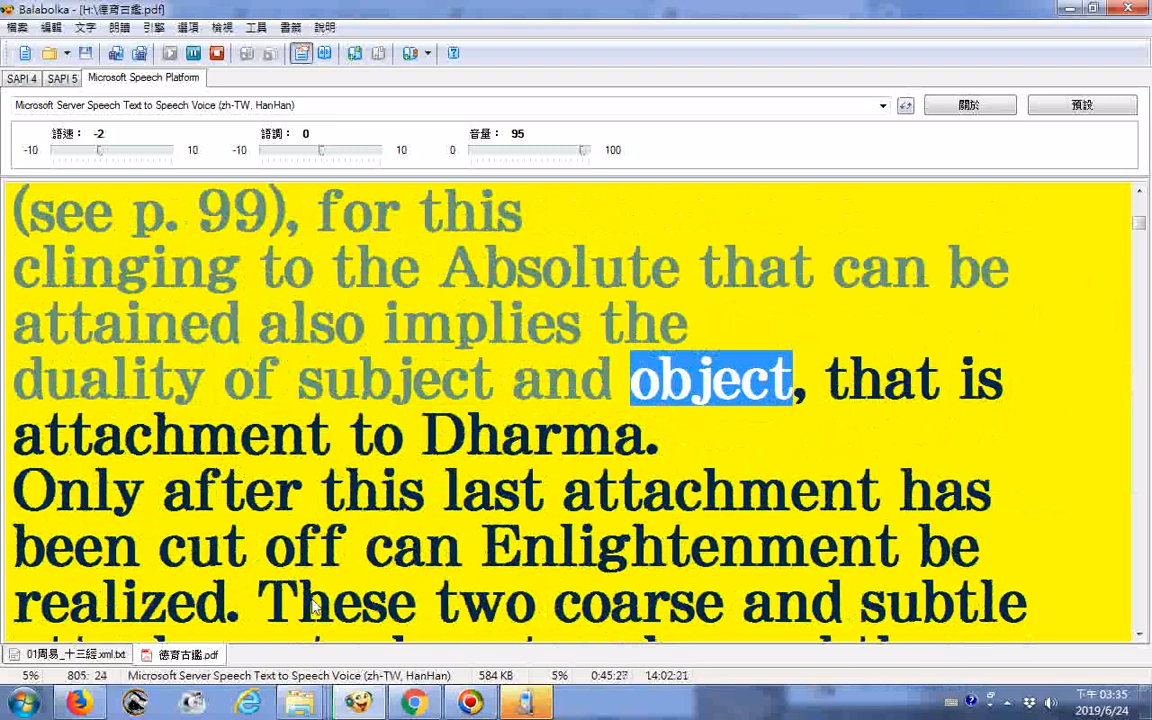 Balabolka - [H:\德育古鑑.pdf]
檔案 編輯 文字 朗讀 引擎 選項 檢視 工具 書籤 說明
SAPI 4 SAPI 5 Microsoft Speech Platform
Microsoft Server Speech Text to Speech Voice (zh-TW, HanHan) 關於 預設
語速： -2 語調： 0 音量： 95
-10 10 -10 10 0 100
(see p. 99), for this
clinging to the Absolute that can be
attained also implies the
duality of subject and object, that is
attachment to Dharma.
Only after this last attachment has
been cut off can Enlightenment be
realized. These two coarse and subtle
01周易_十三經.xml.txt 德育古鑑.pdf
5% 805: 24 Microsoft Server Speech Text to Speech Voice (zh-TW, HanHan) 584 KB 5% 0:45:27 14:02:21
下午 03:35
2019/6/24